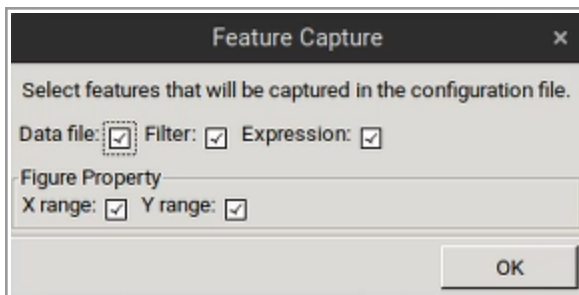 Feature Capture ×
Select features that will be captured in the configuration file.
Data file: Filter: Expression:
Figure Property
X range: Y range:
OK